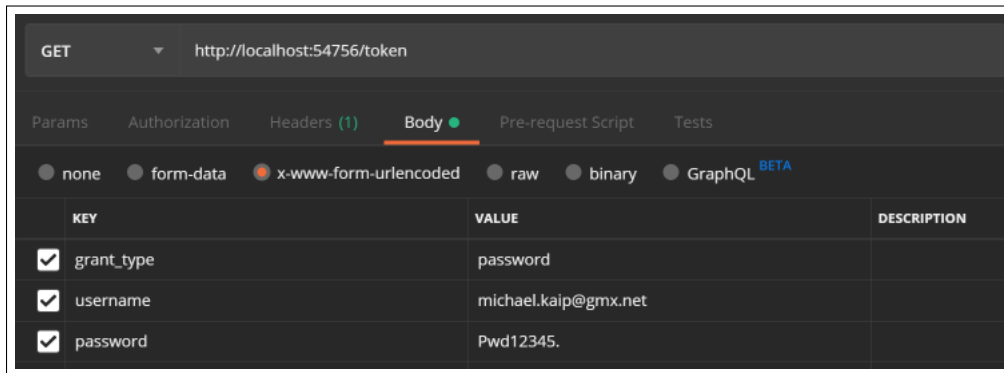 GET http://localhost:54756/token
Params Authorization Headers (1) Body Pre-request Script Tests
none form-data x-www-form-urlencoded raw binary GraphQL BETA
KEY VALUE DESCRIPTION
grant_type password
username michael.kaip@gmx.net
password Pwd12345.